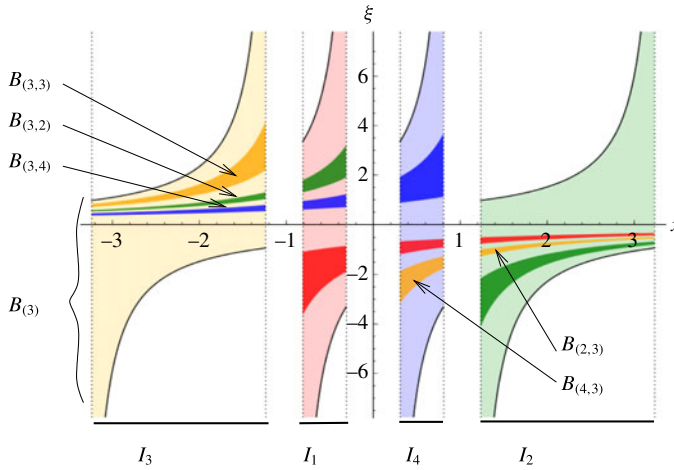 ξ
6
4
2
−2
−4
−6
−3
−2
−1
1
2
3
B(3,3)
B(3,2)
B(3,4)
B(3)
B(2,3)
B(4,3)
I3
I1
I4
I2